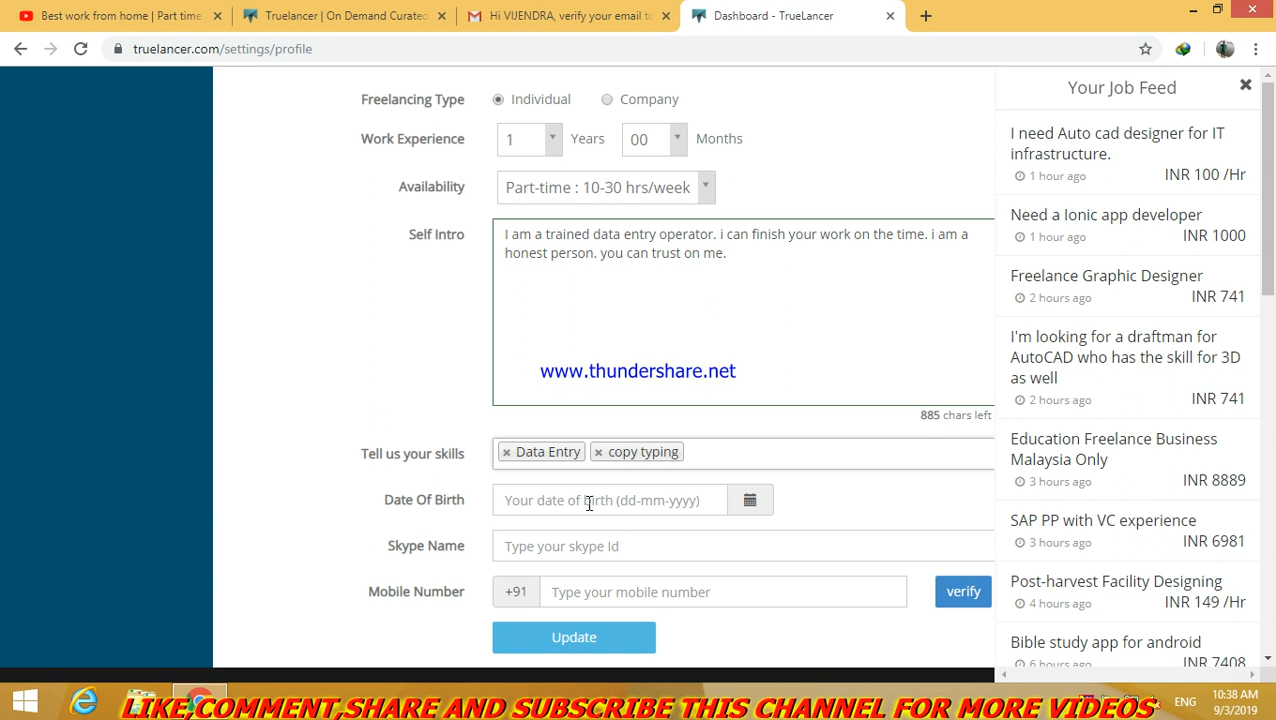 Best work from home | Part time
Truelancer | On Demand Curated
Hi VIJENDRA, verify your email to
Dashboard - TrueLancer
truelancer.com/settings/profile
Freelancing Type
Individual
Company
Work Experience
1
Years
00
Months
Availability
Part-time : 10-30 hrs/week
Self Intro
I am a trained data entry operator. i can finish your work on the time. i am a
honest person. you can trust on me.
www.thundershare.net
885 chars left
Tell us your skills
Data Entry
copy typing
Date Of Birth
Your date of birth (dd-mm-yyyy)
Skype Name
Type your skype Id
Mobile Number
+91
Type your mobile number
verify
Update
Your Job Feed
I need Auto cad designer for IT
infrastructure.
1 hour ago
INR 100 /Hr
Need a Ionic app developer
1 hour ago
INR 1000
Freelance Graphic Designer
2 hours ago
INR 741
I'm looking for a draftman for
AutoCAD who has the skill for 3D
as well
2 hours ago
INR 741
Education Freelance Business
Malaysia Only
3 hours ago
INR 8889
SAP PP with VC experience
3 hours ago
INR 6981
Post-harvest Facility Designing
4 hours ago
INR 149 /Hr
Bible study app for android
6 hours ago
INR 7408
ENG
10:38 AM
9/3/2019
LIKE,COMMENT,SHARE AND SUBSCRIBE THIS CHANNEL FOR MORE VIDEOS